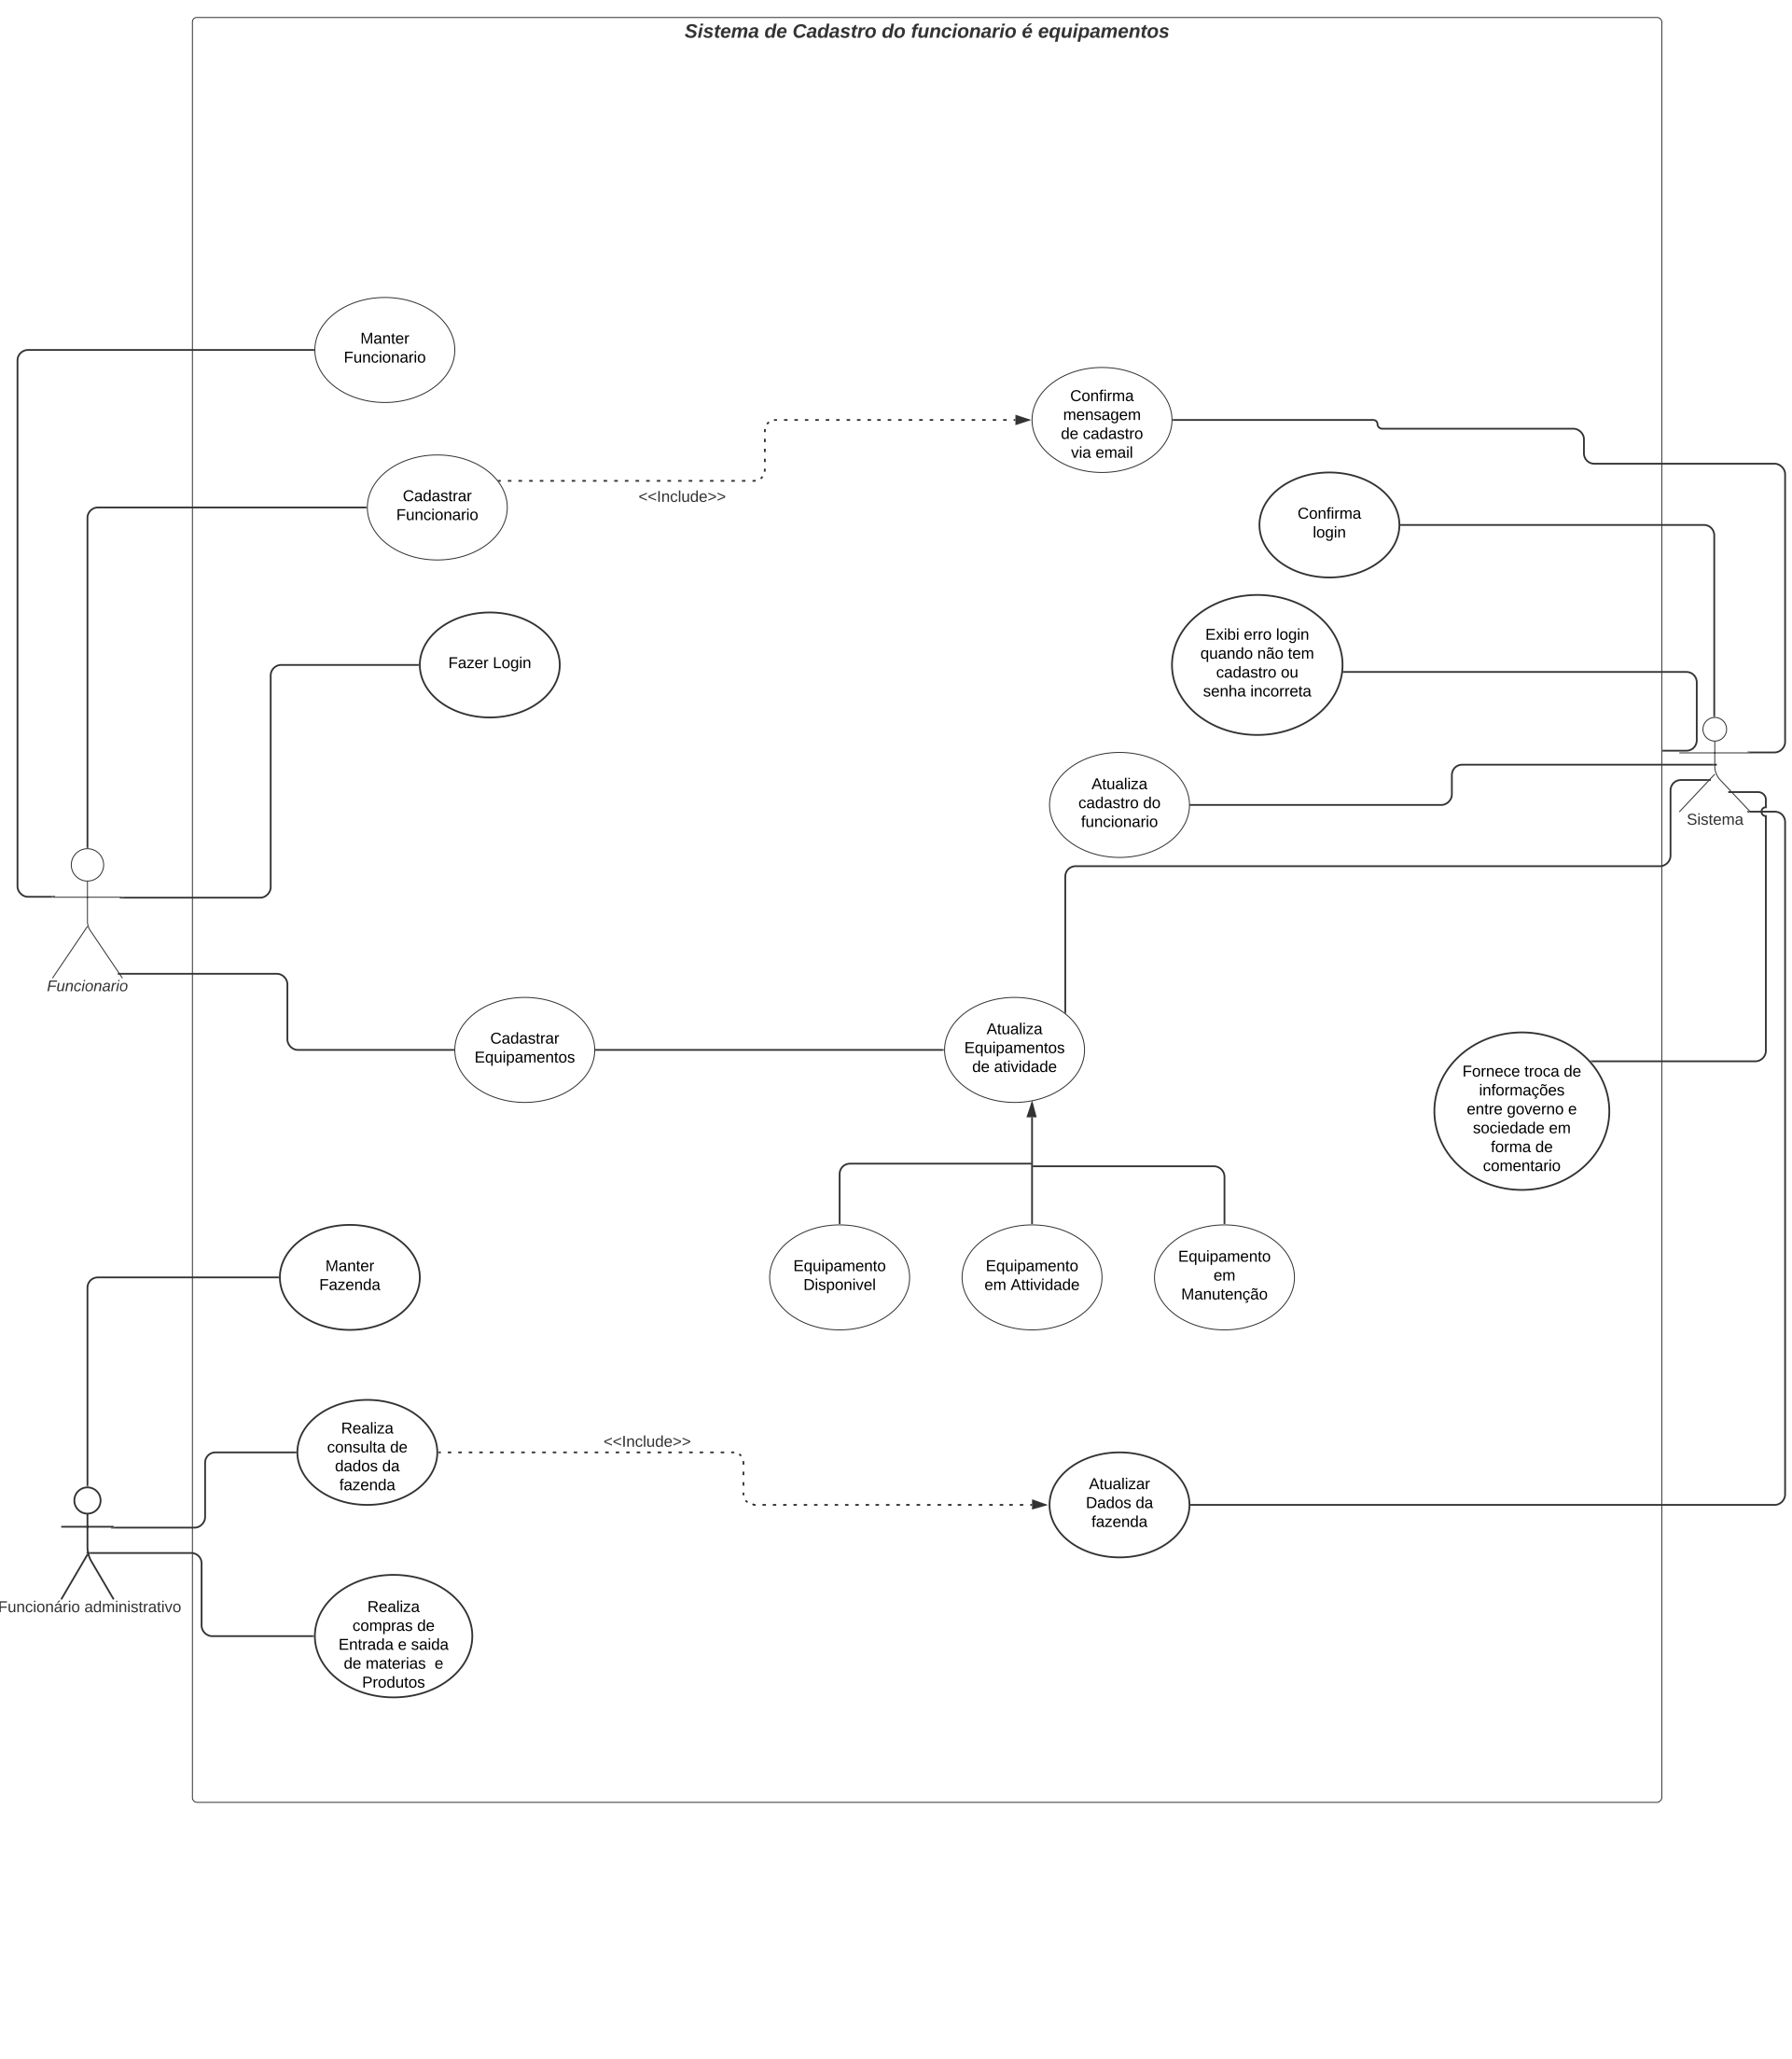 Sistema de Cadastro do funcionario é equipamentos
Manter
Funcionario
Confirma
mensagem
de cadastro
via email
Cadastrar
Funcionario
<<Include>>
Confirma
login
Fazer Login
Exibi erro login
quando não tem
cadastro ou
senha incorreta
Atualiza
cadastro do
funcionario
Sistema
Funcionario
Cadastrar
Equipamentos
Atualiza
Equipamentos
de atividade
Fornece troca de
informações
entre governo e
sociedade em
forma de
comentario
Manter
Fazenda
Equipamento
Disponivel
Equipamento
em Attividade
Equipamento
em
Manutenção
Realiza
consulta de
dados da
fazenda
<<Include>>
Atualizar
Dados da
fazenda
Funcionário administrativo
Realiza
compras de
Entrada e saida
de materias  e
Produtos